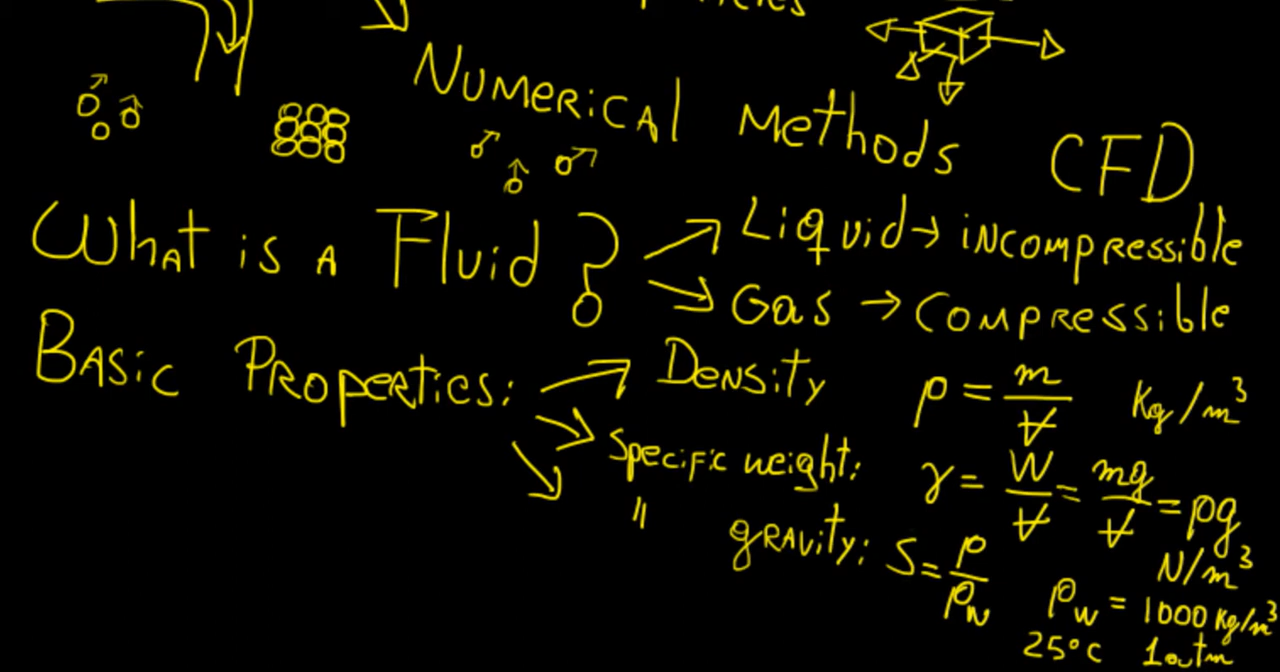 Numerical Methods CFD
What is a Fluid? → Liquid → incompressible
→ Gas → Compressible
Basic Properties: → Density ρ = m/V Kg/m³
→ Specific weight: γ = W/V = mg/V = ρg
N/m³
→ " gravity: S = ρ/ρw ρw = 1000 Kg/m³
25°C 1atm